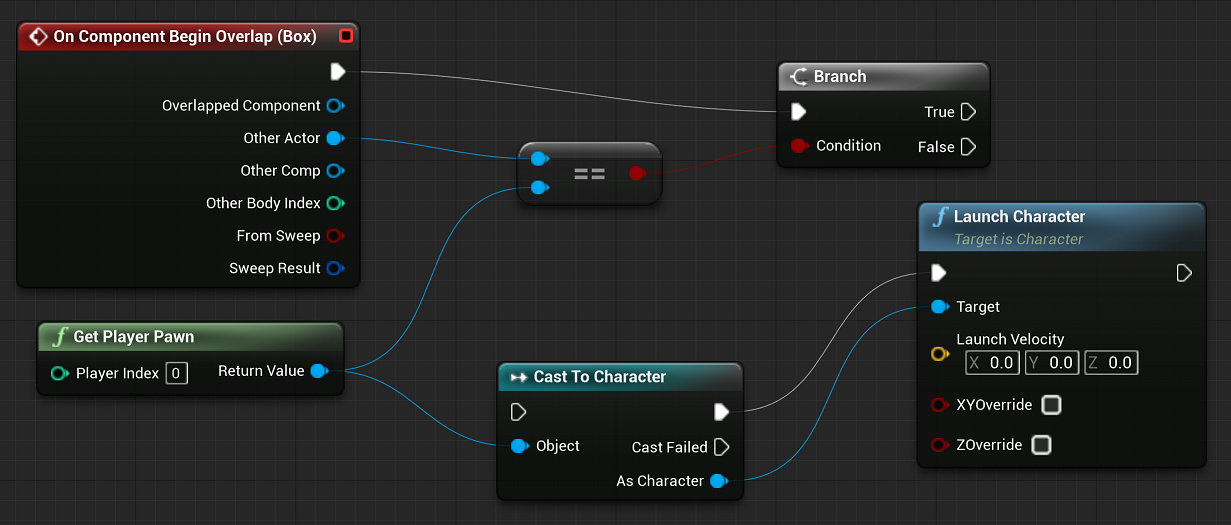 On Component Begin Overlap (Box)
Overlapped Component
Other Actor
Other Comp
Other Body Index
From Sweep
Sweep Result
Branch
True
Condition
False
==
f Get Player Pawn
Player Index 0
Return Value
Cast To Character
Object
Cast Failed
As Character
f Launch Character
Target is Character
Target
Launch Velocity
X 0.0 Y 0.0 Z 0.0
XYOverride
ZOverride